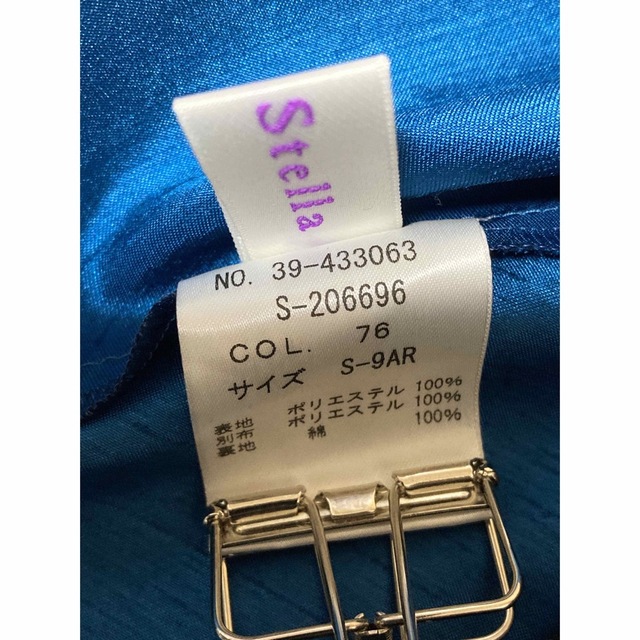 Stella
NO. 39-433063
S-206696
COL. 76
サイズ S-9AR
表地 ポリエステル 100%
別布 ポリエステル 100%
裏地 綿 100%